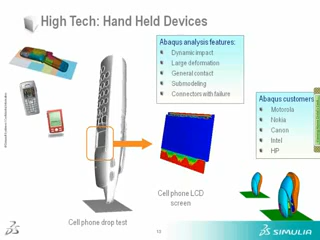 High Tech: Hand Held Devices
Abaqus analysis features:
Dynamic impact
Large deformation
General contact
Submodeling
Connectors with failure
Abaqus customers
Motorola
Nokia
Canon
Intel
HP
Cell phone LCD
screen
Cell phone drop test
SIMULIA